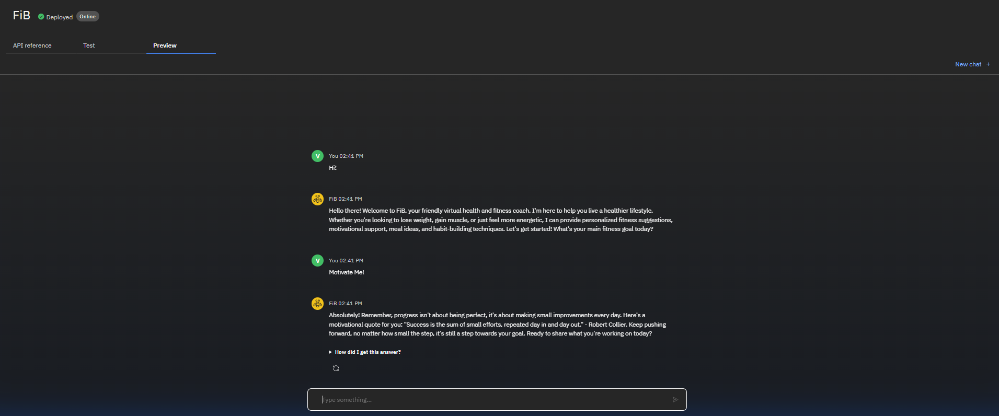 FiB Deployed Online
API reference Test Preview
New chat +
V You 02:41 PM
Hi!
FiB 02:41 PM
Hello there! Welcome to FiB, your friendly virtual health and fitness coach. I'm here to help you live a healthier lifestyle.
Whether you're looking to lose weight, gain muscle, or just feel more energetic, I can provide personalized fitness suggestions,
motivational support, meal ideas, and habit-building techniques. Let's get started! What's your main fitness goal today?
V You 02:41 PM
Motivate Me!
FiB 02:41 PM
Absolutely! Remember, progress isn't about being perfect, it's about making small improvements every day. Here's a
motivational quote for you: "Success is the sum of small efforts, repeated day in and day out." - Robert Collier. Keep pushing
forward, no matter how small the step, it's still a step towards your goal. Ready to share what you're working on today?
How did I get this answer?
Type something...